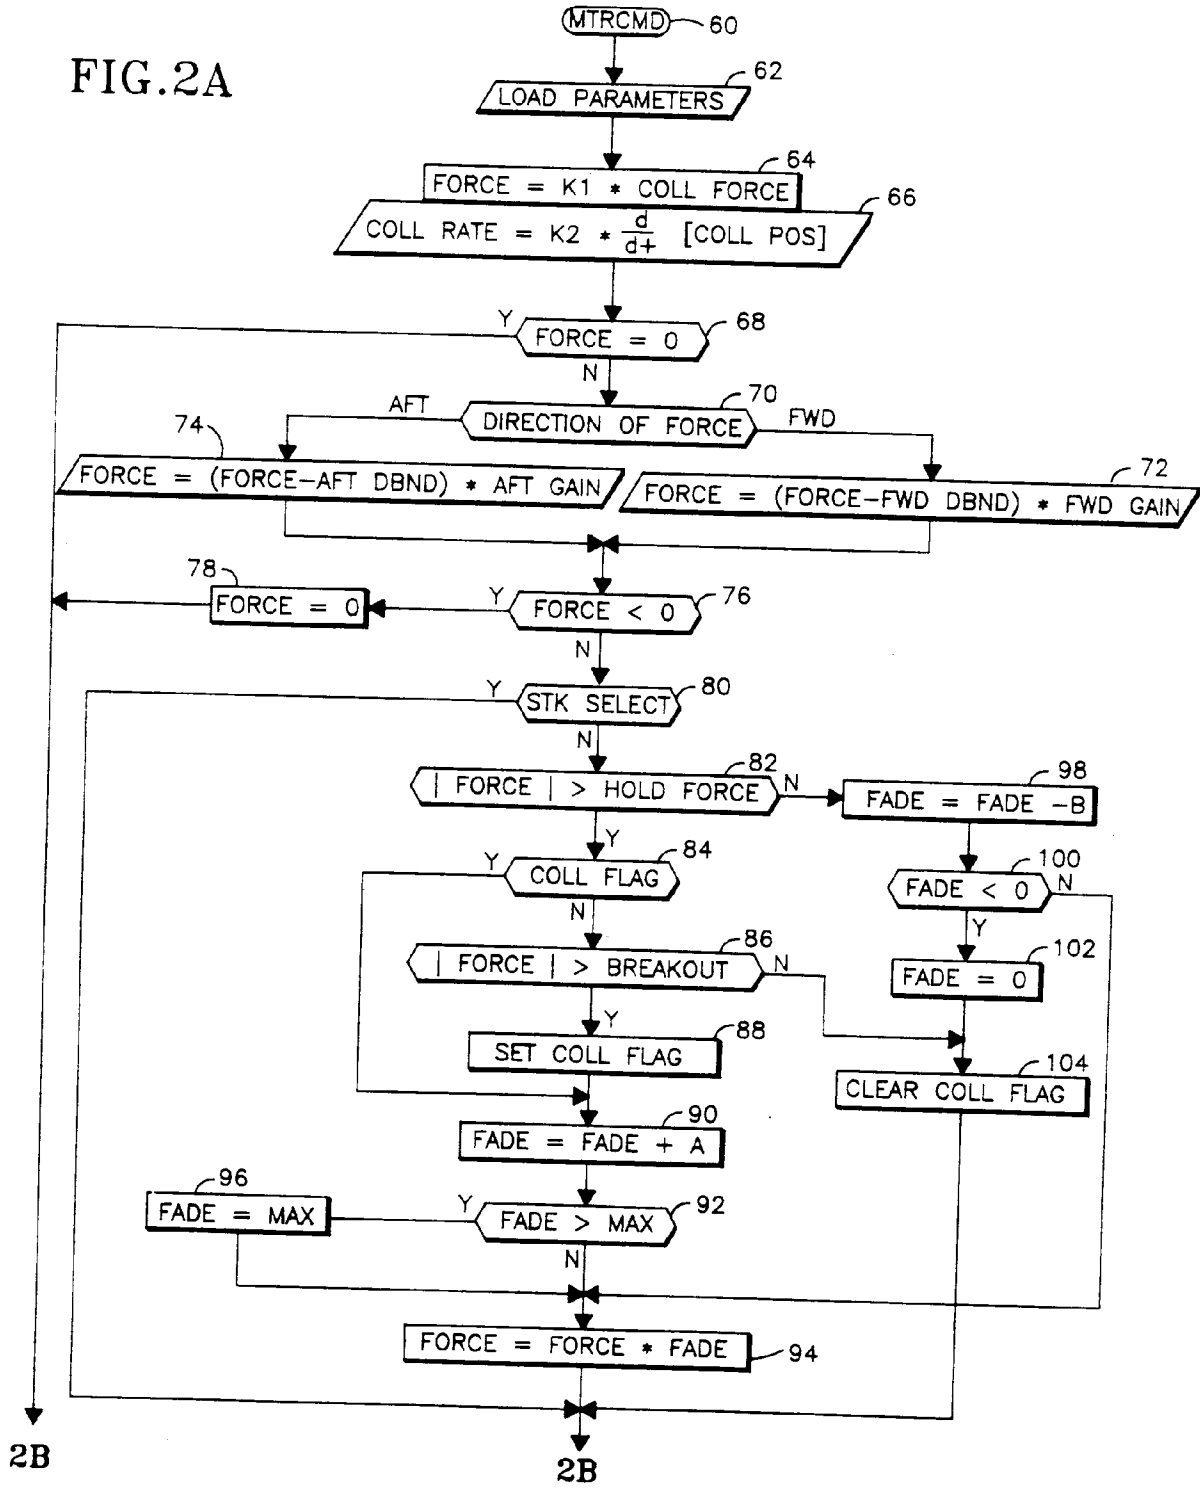 MTRCMD 60
FIG.2A
62
LOAD PARAMETERS
64
FORCE = K1 * COLL FORCE
66
COLL RATE = K2 * d/d+ [COLL POS]
Y
FORCE = 0 68
N
AFT DIRECTION OF FORCE 70 FWD
74
FORCE = (FORCE-AFT DBND) * AFT GAIN
72
FORCE = (FORCE-FWD DBND) * FWD GAIN
78
FORCE = 0
Y FORCE < 0 76
N
Y STK SELECT 80
N
| FORCE | > HOLD FORCE 82 N
98
FADE = FADE -B
Y
Y COLL FLAG 84
100
FADE < 0 N
N
Y
| FORCE | > BREAKOUT 86 N
102
FADE = 0
Y
88
SET COLL FLAG
104
CLEAR COLL FLAG
90
FADE = FADE + A
96
FADE = MAX
Y FADE > MAX 92
N
FORCE = FORCE * FADE 94
2B
2B